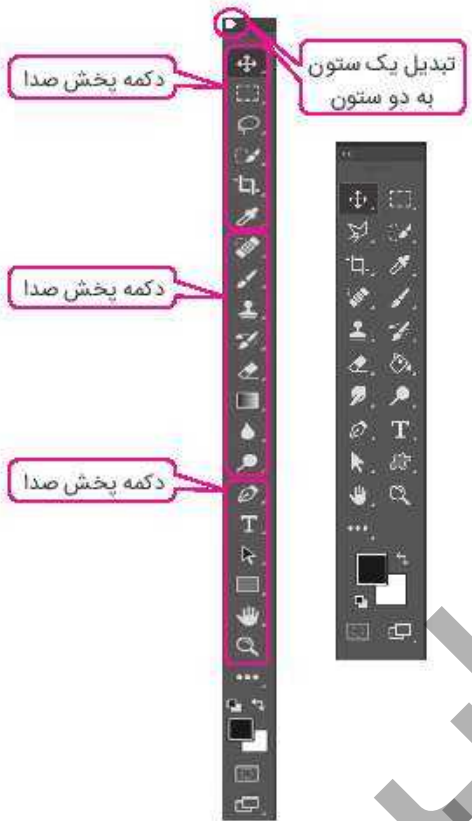 تبدیل یک ستون
به دو ستون
دکمه پخش صدا
دکمه پخش صدا
دکمه پخش صدا